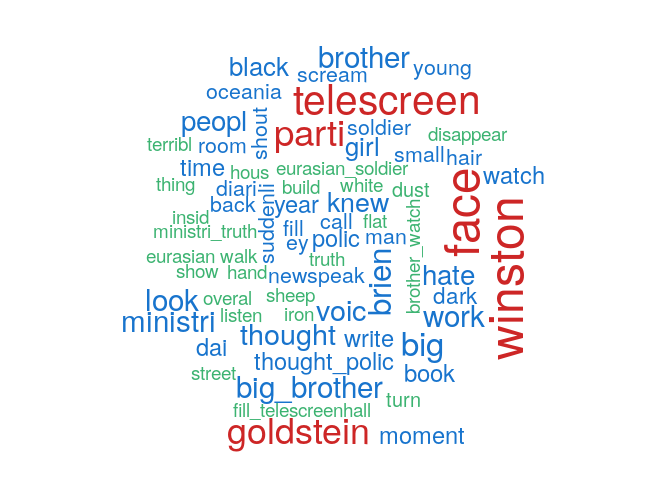 brother
black
scream
young
oceania
telescreen
peopl
shout
parti
soldier
disappear
terribl
room
girl
small
hair
time
hous
eurasian_soldier
watch
thing
diari
build
white
dust
face
back
suddenli
year
knew
brother_watch
winston
insid
fill
call
flat
ministri_truth
ey
polic
man
eurasian
walk
truth
brien
show
hand
newspeak
hate
look
overal
sheep
dark
ministri
listen
iron
voic
work
thought
write
big
dai
thought_polic
street
book
big_brother
turn
fill_telescreenhall
goldstein
moment